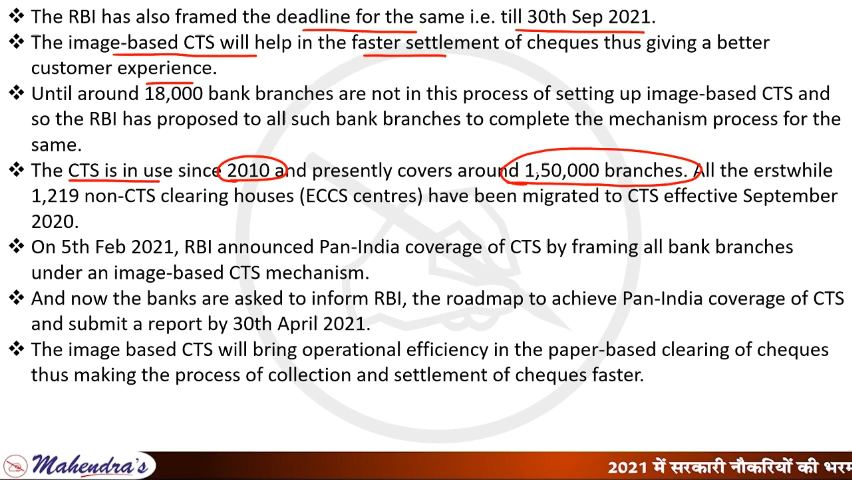 ❖ The RBI has also framed the deadline for the same i.e. till 30th Sep 2021.
❖ The image-based CTS will help in the faster settlement of cheques thus giving a better
customer experience.
❖ Until around 18,000 bank branches are not in this process of setting up image-based CTS and
so the RBI has proposed to all such bank branches to complete the mechanism process for the
same.
❖ The CTS is in use since 2010 and presently covers around 1,50,000 branches. All the erstwhile
1,219 non-CTS clearing houses (ECCS centres) have been migrated to CTS effective September
2020.
❖ On 5th Feb 2021, RBI announced Pan-India coverage of CTS by framing all bank branches
under an image-based CTS mechanism.
❖ And now the banks are asked to inform RBI, the roadmap to achieve Pan-India coverage of CTS
and submit a report by 30th April 2021.
❖ The image based CTS will bring operational efficiency in the paper-based clearing of cheques
thus making the process of collection and settlement of cheques faster.
Mahendra's
2021 में सरकारी नौकरियों की भरम